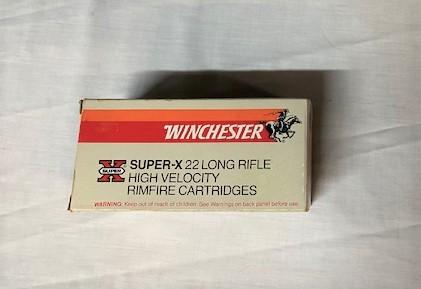 WINCHESTER
X
SUPER
SUPER-X 22 LONG RIFLE
HIGH VELOCITY
RIMFIRE CARTRIDGES
WARNING: Keep out of reach of children. See Warnings on back panel before use.